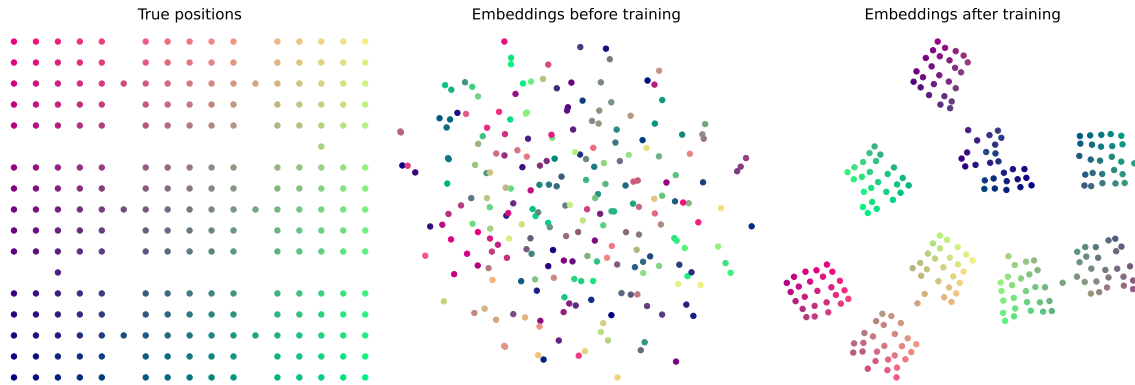 True positions
Embeddings before training
Embeddings after training